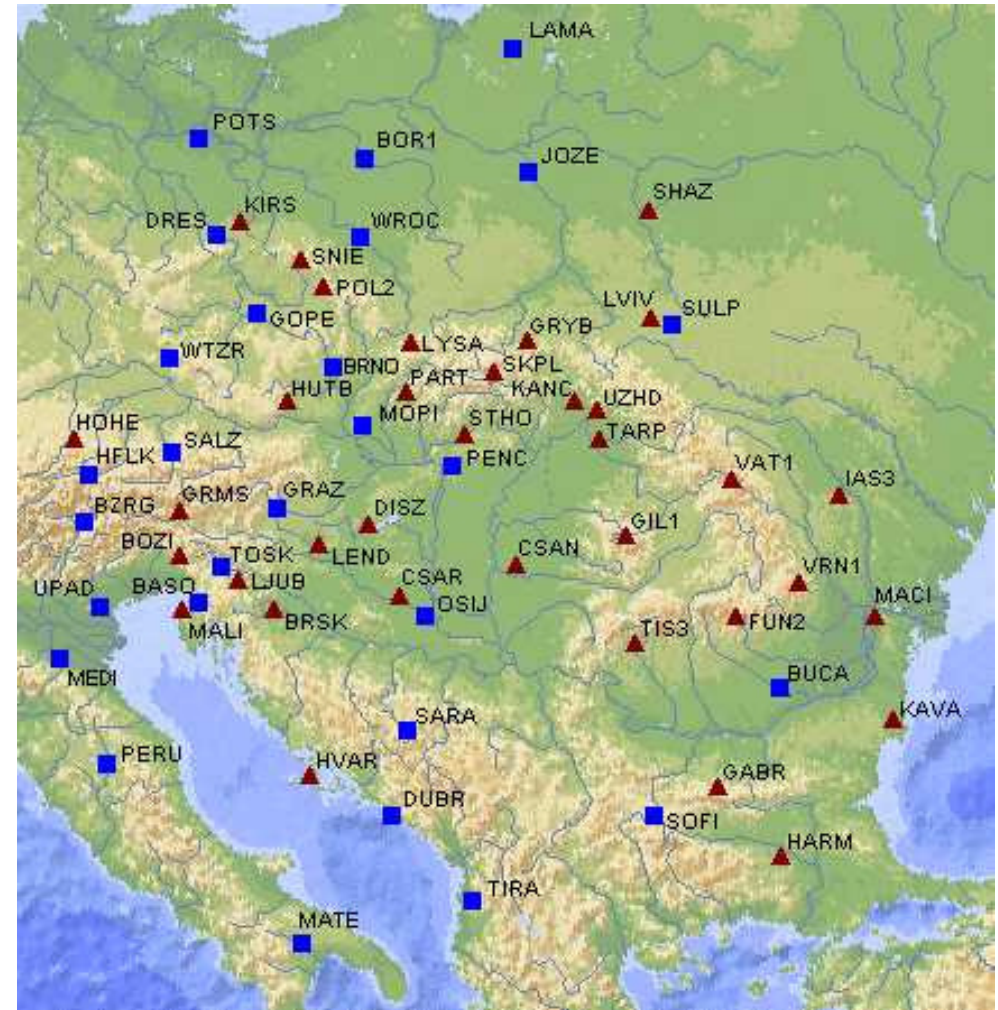 LAMA
POTS
BOR1
JOZE
SHAZ
KIRS
DRES
WROC
SNIE
POL2
LVIV
SULP
GOPE
GRYB
LYSA
WTZR
BRNO
SKPL
PART
KANC
HUTB
UZHD
MOPI
STHO
TARP
HOHE
SALZ
HFLK
PENC
VAT1
IAS3
GRMS
GRAZ
BZRG
DISZ
GIL1
BOZI
LEND
TOSK
CSAN
VRN1
UPAD
BASO
LJUB
CSAR
MACI
MALI
BRSK
OSIJ
TIS3
FUN2
MEDI
BUCA
SARA
KAVA
PERU
HVAR
GABR
DUBR
SOFI
HARM
TIRA
MATE